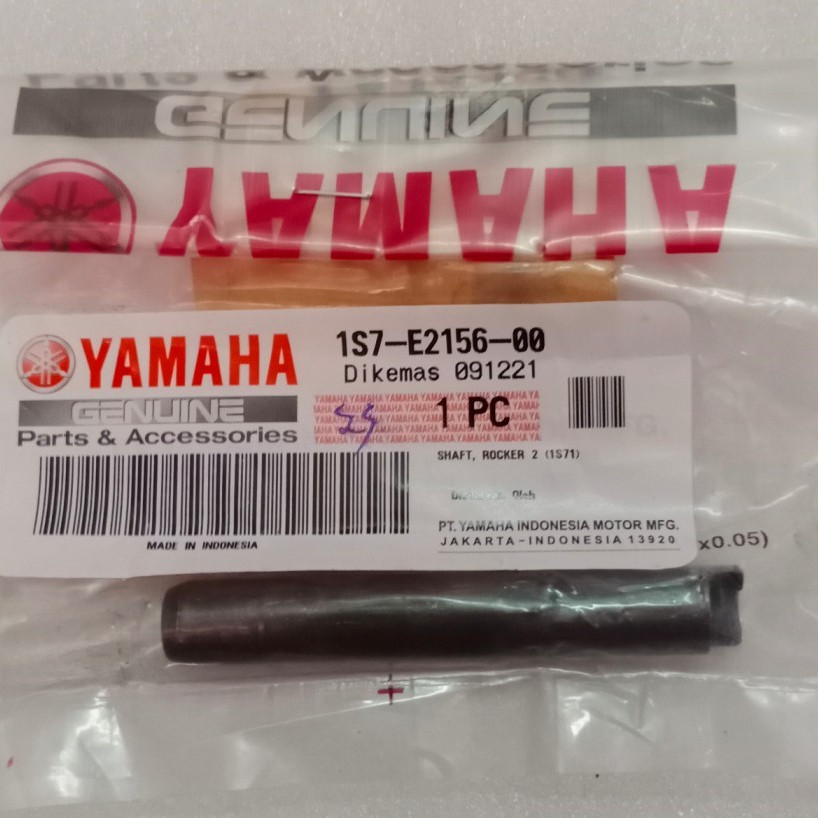 Parts & Accessories
GENUINE
YAMAHA
YAMAHA
GENUINE
Parts & Accessories
MADE IN INDONESIA
1S7-E2156-00
Dikemas 091221
1 PC
SHAFT, ROCKER 2 (1S71)
Oleh
PT. YAMAHA INDONESIA MOTOR MFG.
JAKARTA-INDONESIA 13920
x0.05)